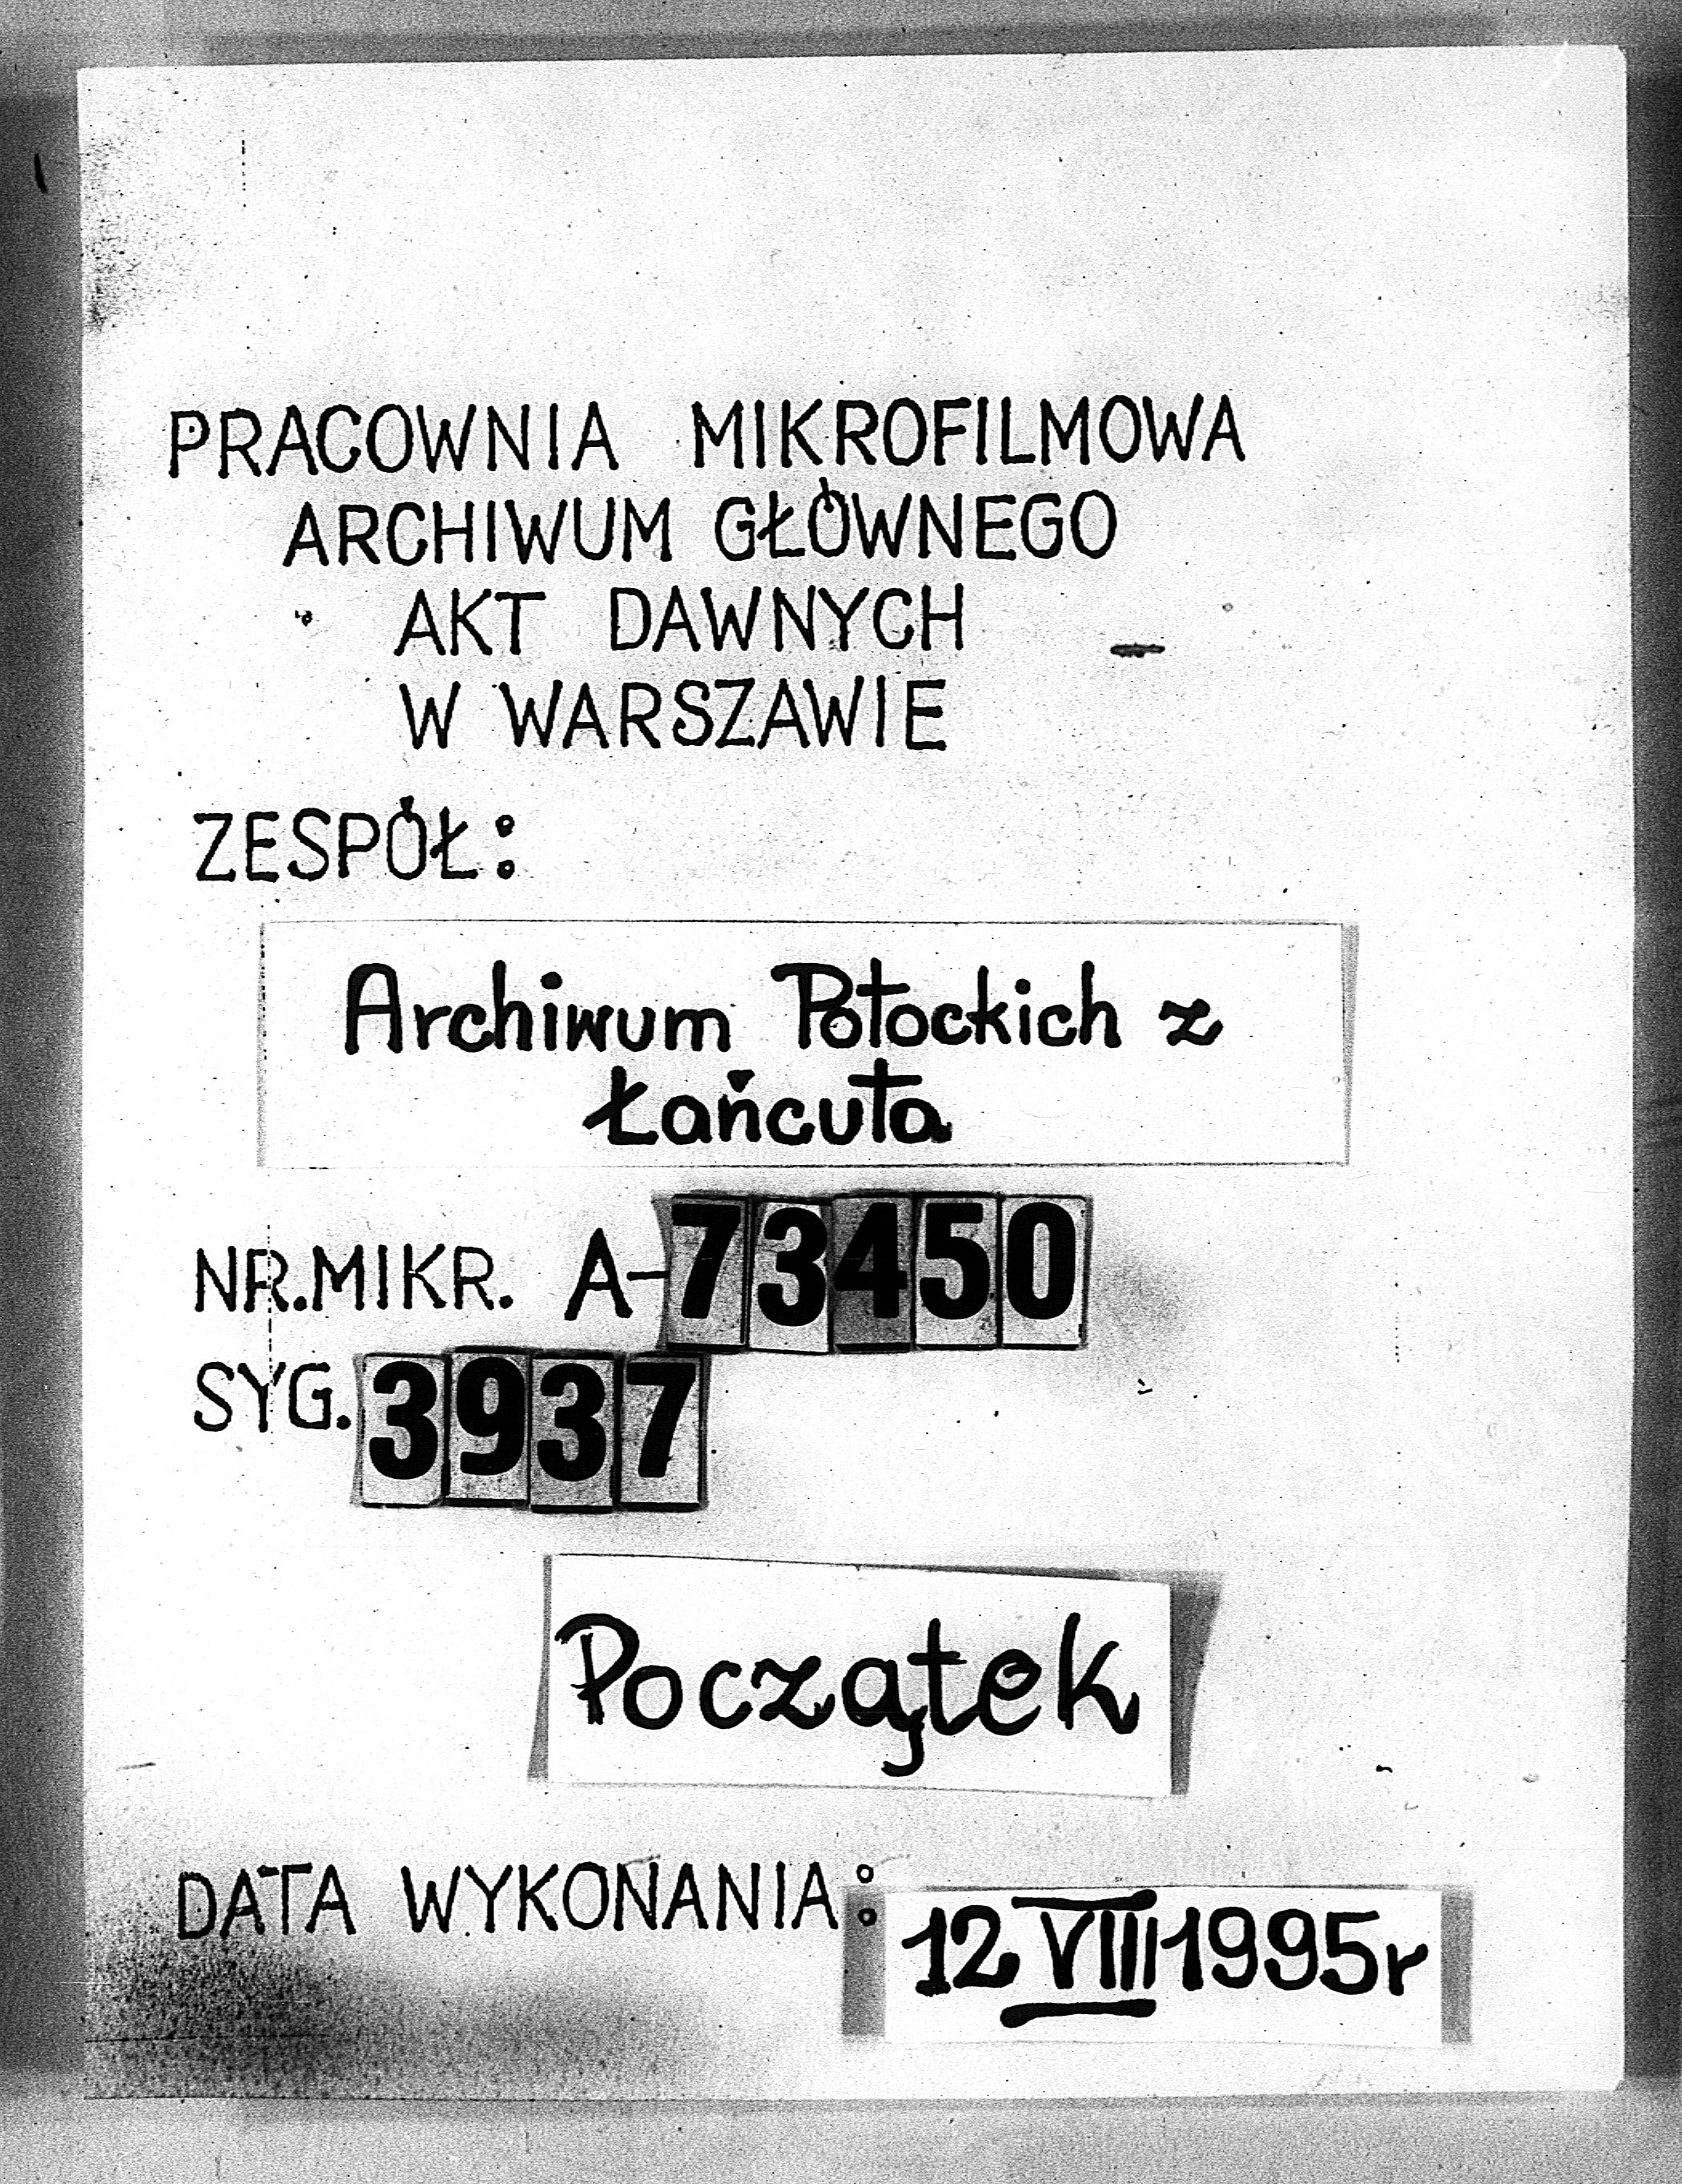 PRACOWNIA MIKROFILMOWA
ARCHIWUM GŁÓWNEGO
AKT DAWNYCH
W WARSZAWIE
ZESPÓŁ:
Archiwum Potockich z
Łańcuta
NR.MIKR. A-73450
SYG. 3937
Początek
DATA WYKONANIA: 12 VIII 1995r